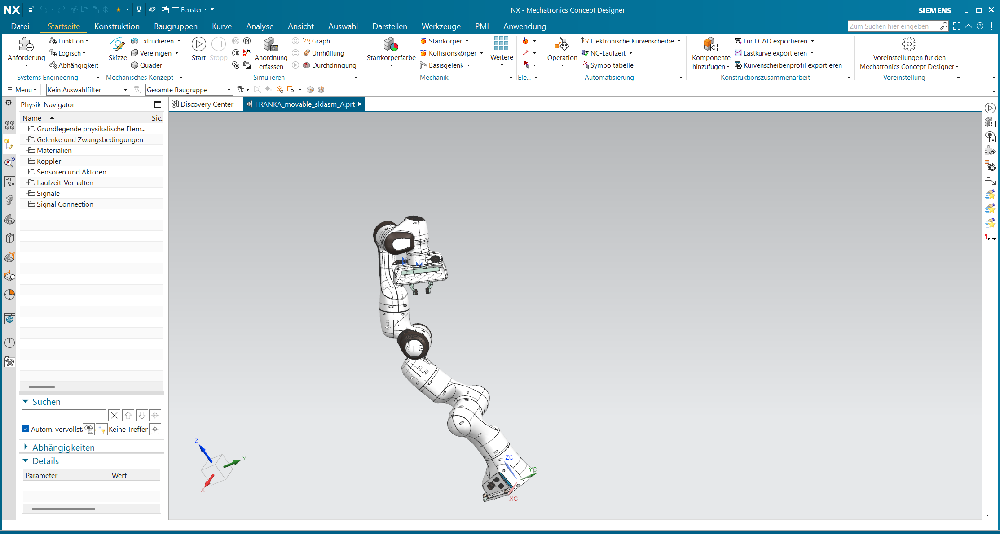 NX Fenster NX - Mechatronics Concept Designer SIEMENS
Datei Startseite Konstruktion Baugruppen Kurve Analyse Ansicht Auswahl Darstellen Werkzeuge PMI Anwendung Zum Suchen hier eingeben
Anforderung
Funktion
Logisch
Abhängigkeit
Systems Engineering
Skizze
Extrudieren
Vereinigen
Quader
Mechanisches Konzept
Start
Stopp
Anordnung
erfassen
Graph
Umhüllung
Durchdringung
Simulieren
Starrkörperfarbe
Starrkörper
Kollisionskörper
Basisgelenk
Weitere
Mechanik
Ele...
Operation
Elektronische Kurvenscheibe
NC-Laufzeit
Symboltabelle
Automatisierung
Komponente
hinzufügen
Für ECAD exportieren
Lastkurve exportieren
Kurvenscheibenprofil exportieren
Konstruktionszusammenarbeit
Voreinstellungen für den
Mechatronics Concept Designer
Voreinstellung
Menü Kein Auswahlfilter Gesamte Baugruppe
Physik-Navigator
Discovery Center FRANKA_movable_sldasm_A.prt
Name Sic..
Grundlegende physikalische Elem...
Gelenke und Zwangsbedingungen
Materialien
Koppler
Sensoren und Aktoren
Laufzeit-Verhalten
Signale
Signal Connection
P1=
P2=
EXT
Suchen
Autom. vervollstä Keine Treffer
Abhängigkeiten
Details
Parameter Wert
Z
Y
X
ZC
YC
XC